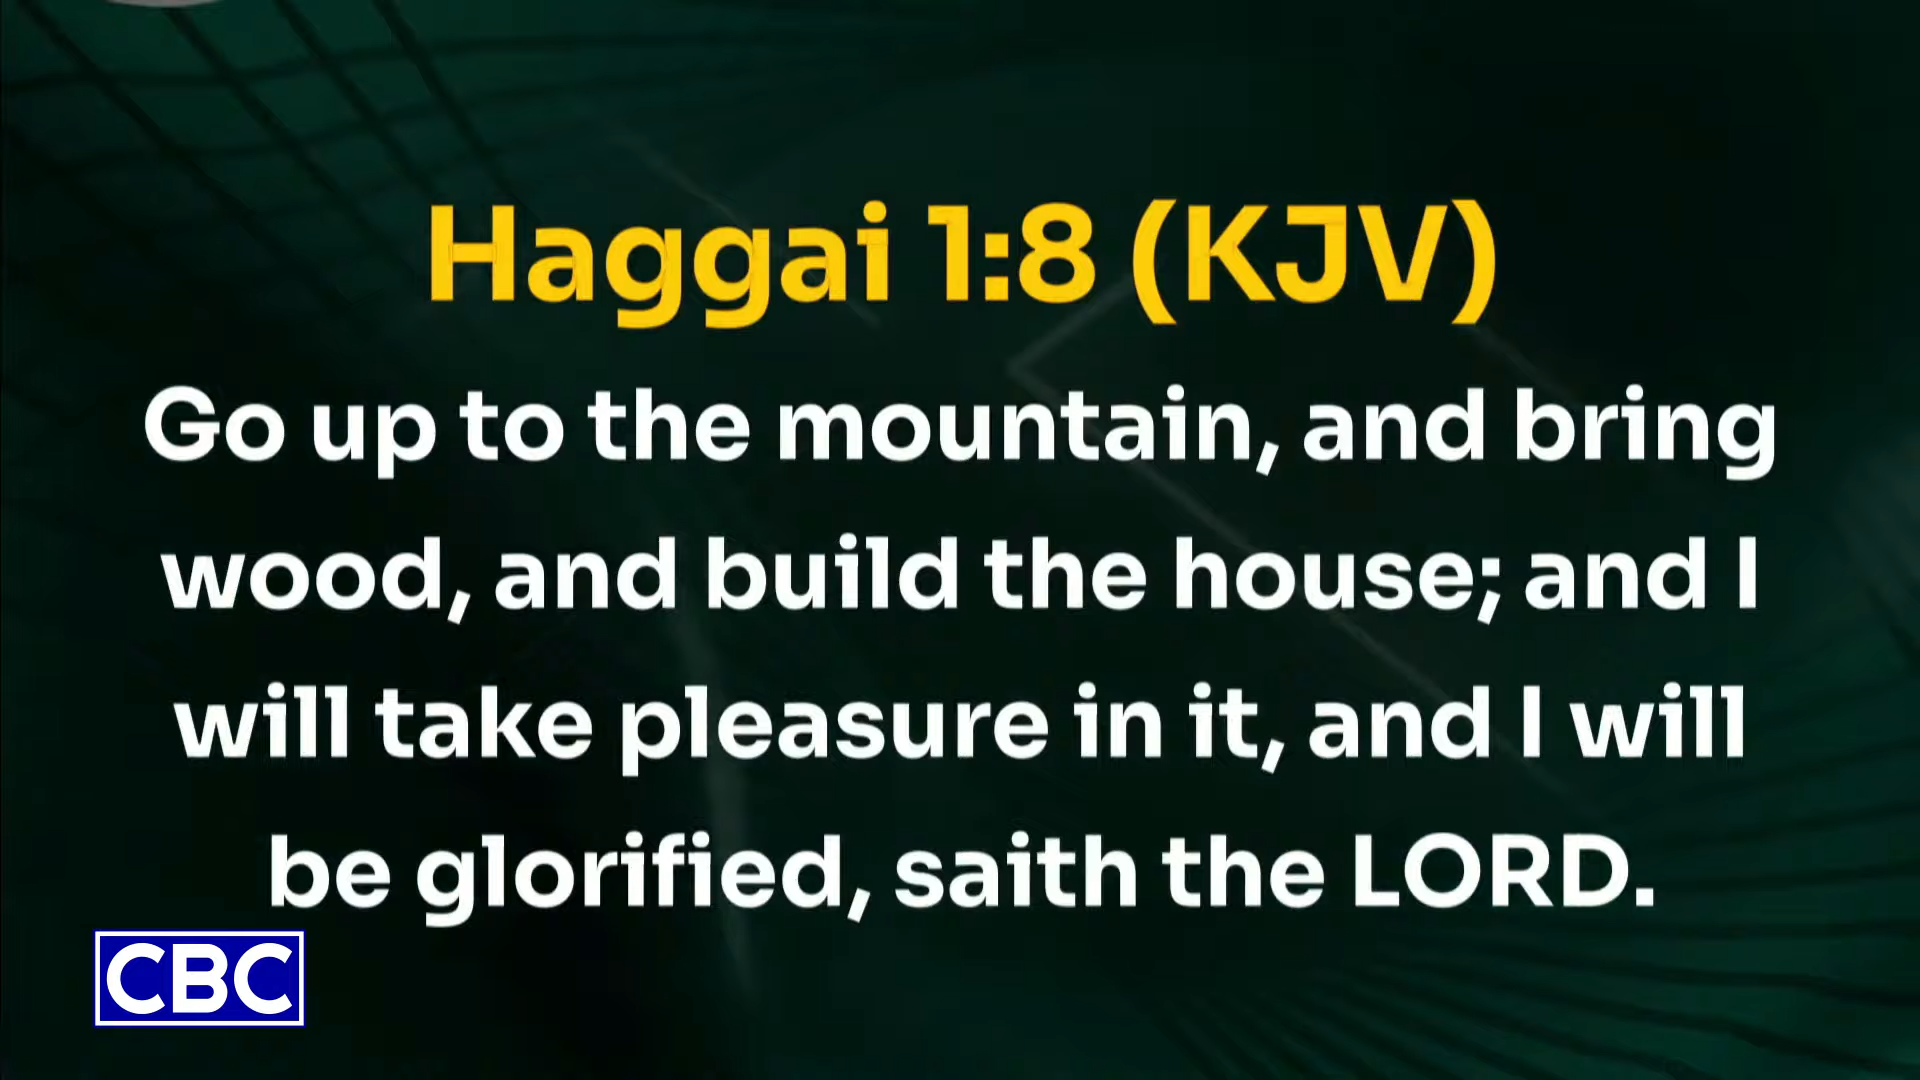 Haggai 1:8 (KJV)
Go up to the mountain, and bring
wood, and build the house; and I
will take pleasure in it, and I will
be glorified, saith the LORD.
CBC